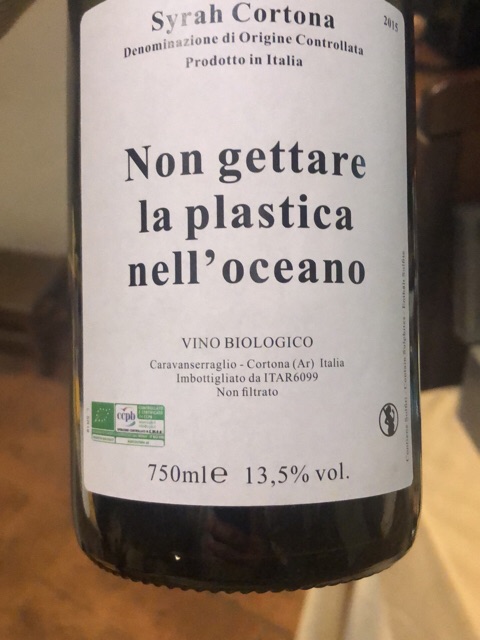 Syrah Cortona
2015
Denominazione di Origine Controllata
Prodotto in Italia
Non gettare
la plastica
nell'oceano
VINO BIOLOGICO
Caravanserraglio - Cortona (Ar) Italia
Imbottigliato da ITAR6099
Non filtrato
ccpb
750ml e 13,5% vol.